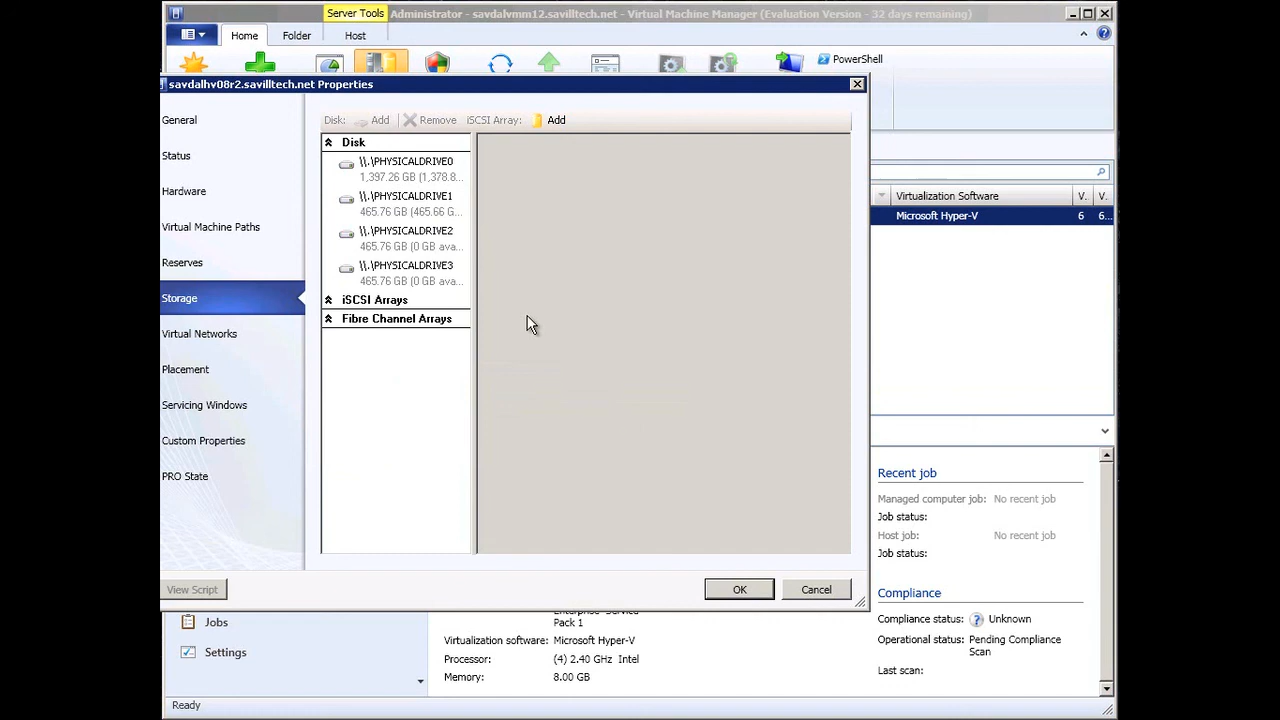 Server Tools
Administrator - savdalvmm12.savilltech.net - Virtual Machine Manager (Evaluation Version - 32 days remaining)
Home
Folder
Host
PowerShell
savdalhv08r2.savilltech.net Properties
General
Status
Hardware
Virtual Machine Paths
Reserves
Storage
Virtual Networks
Placement
Servicing Windows
Custom Properties
PRO State
Disk: Add Remove iSCSI Array: Add
Disk
\\.\PHYSICALDRIVE0
1,397.26 GB (1,378.8...
\\.\PHYSICALDRIVE1
465.76 GB (465.66 G...
\\.\PHYSICALDRIVE2
465.76 GB (0 GB ava...
\\.\PHYSICALDRIVE3
465.76 GB (0 GB ava...
iSCSI Arrays
Fibre Channel Arrays
View Script
OK
Cancel
Virtualization Software V. V.
Microsoft Hyper-V 6 6...
Recent job
Managed computer job: No recent job
Job status:
Host job: No recent job
Job status:
Compliance
Compliance status: Unknown
Operational status: Pending Compliance
Scan
Last scan:
Jobs
Settings
Pack 1
Virtualization software: Microsoft Hyper-V
Processor: (4) 2.40 GHz Intel
Memory: 8.00 GB
Ready